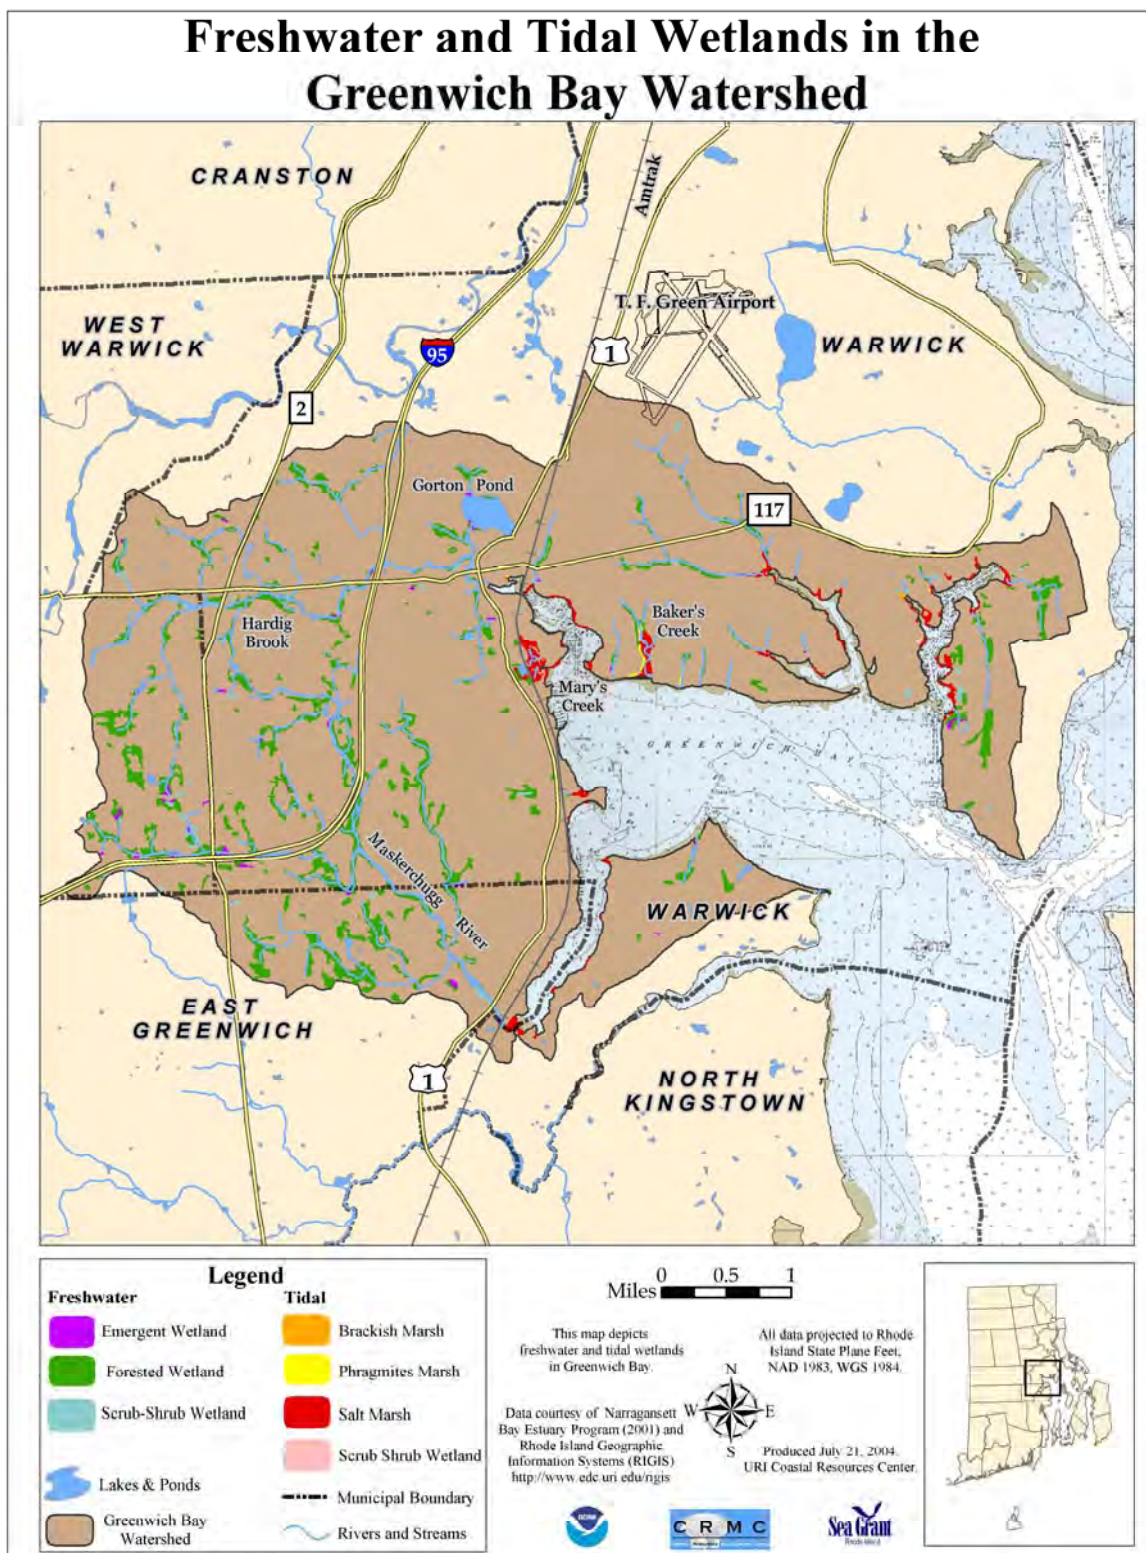 Freshwater and Tidal Wetlands in the
Greenwich Bay Watershed
CRANSTON
Amtrak
T. F. Green Airport
WEST
WARWICK
WARWICK
95
1
2
Gorton Pond
117
Hardig
Brook
Baker's
Creek
Mary's
Creek
GREENWICH BAY
Maskerchugg
River
WARWICK
EAST
GREENWICH
1
NORTH
KINGSTOWN
Legend
Freshwater
Emergent Wetland
Forested Wetland
Scrub-Shrub Wetland
Lakes & Ponds
Greenwich Bay
Watershed
Tidal
Brackish Marsh
Phragmites Marsh
Salt Marsh
Scrub Shrub Wetland
Municipal Boundary
Rivers and Streams
0 0.5 1
Miles
This map depicts
freshwater and tidal wetlands
in Greenwich Bay.
All data projected to Rhode
Island State Plane Feet,
NAD 1983, WGS 1984.
Data courtesy of Narragansett
Bay Estuary Program (2001) and
Rhode Island Geographic
Information Systems (RIGIS)
http://www.edc.uri.edu/rigis
N
W E
S
Produced July 21, 2004.
URI Coastal Resources Center.
NOAA
CRMC
Sea Grant
Rhode Island